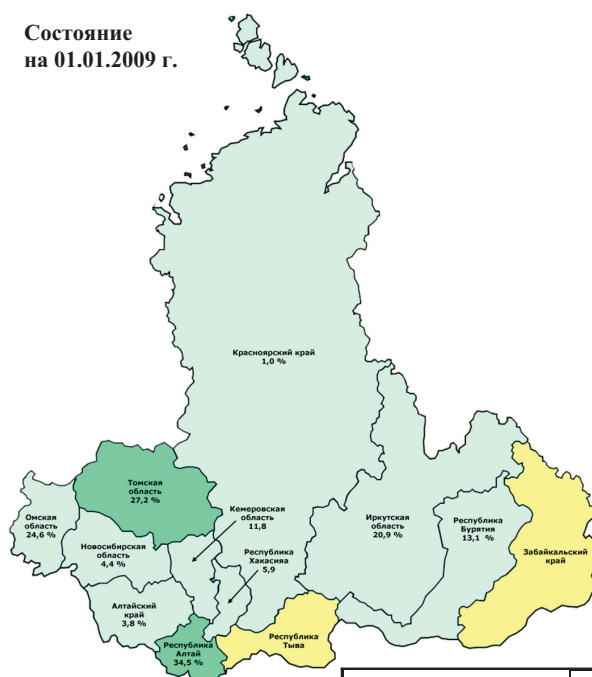 Состояние
на 01.01.2009 г.
Красноярский край
1,0 %
Томская
область
27,2 %
Омская
область
24,6 %
Кемеровская
область
11,8
Новосибирская
область
4,4 %
Республика
Хакасияа
5,9
Иркутская
область
20,9 %
Республика
Бурятия
13,1 %
Забайкальский
край
Алтайский
край
3,8 %
Республика
Алтай
34,5 %
Республика
Тыва